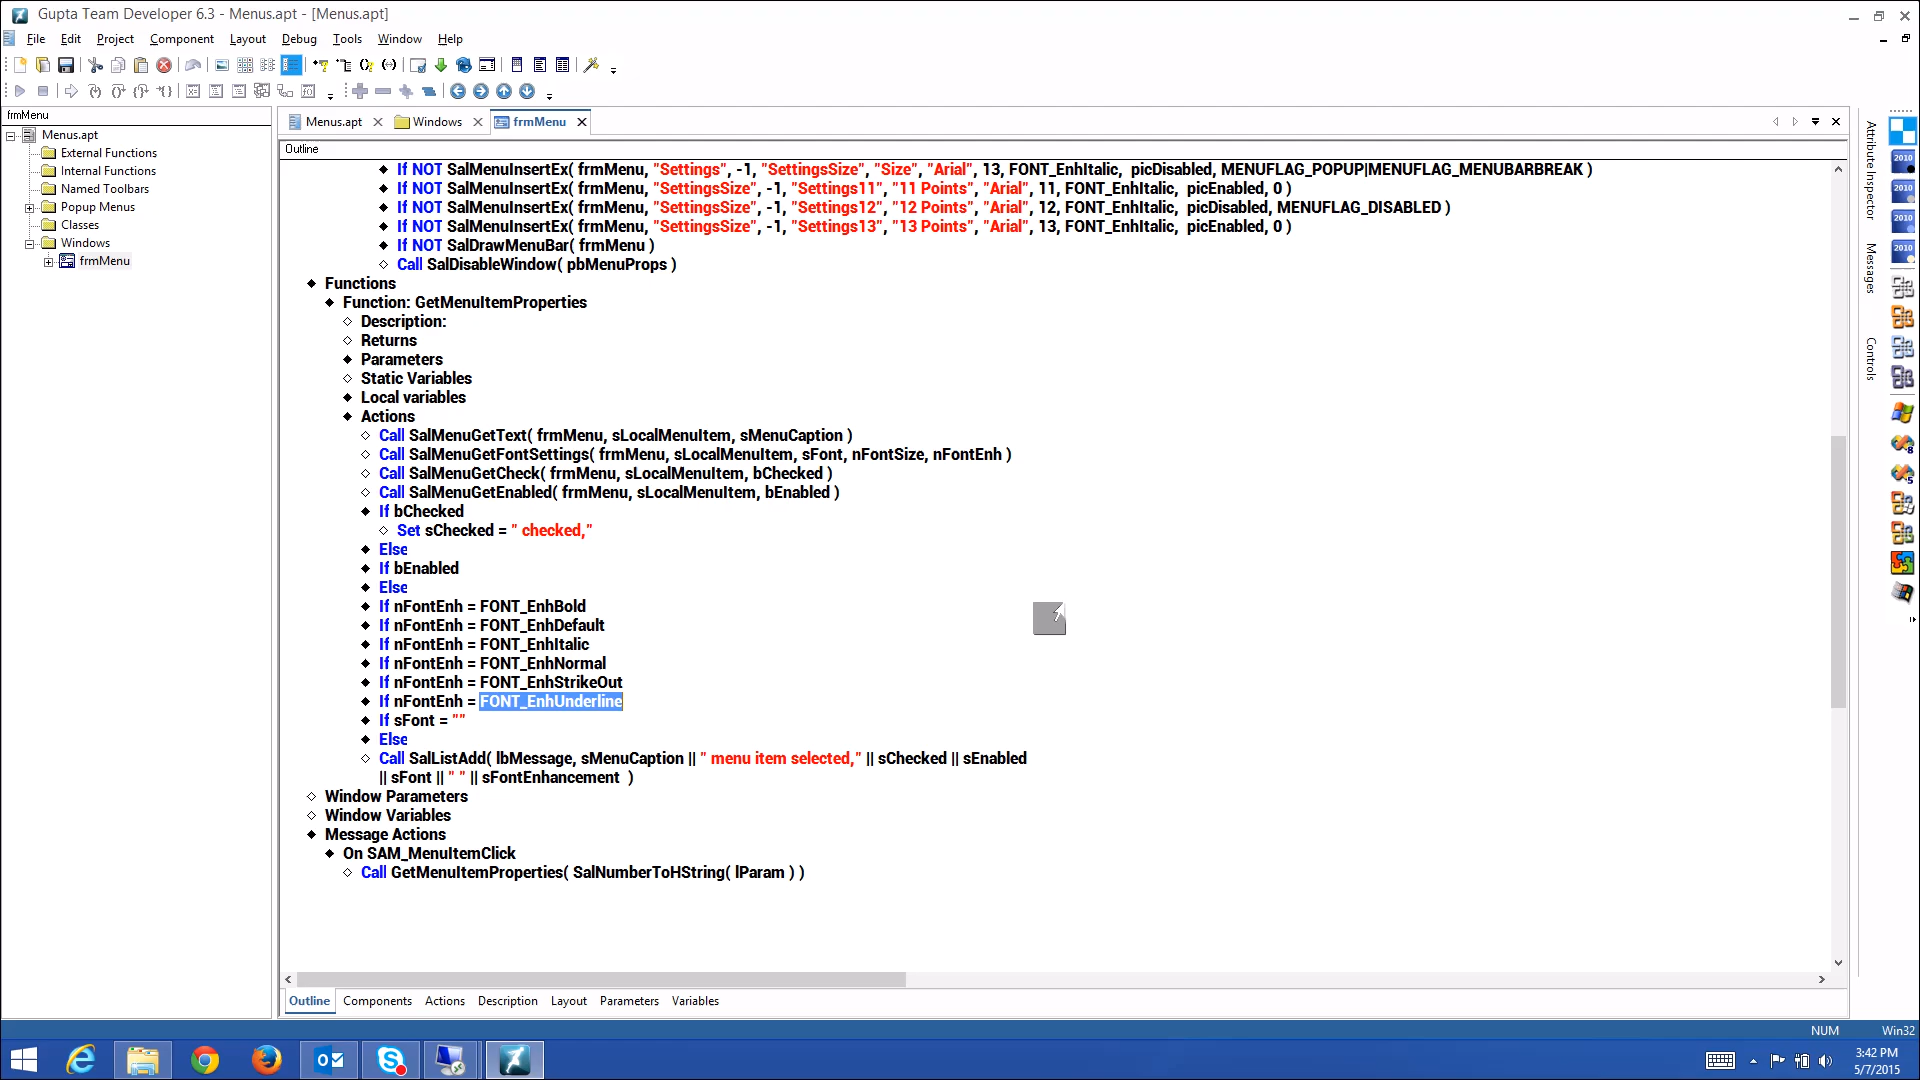 Gupta Team Developer 6.3 - Menus.apt - [Menus.apt]
File Edit Project Component Layout Debug Tools Window Help
frmMenu
Menus.apt
External Functions
Internal Functions
Named Toolbars
Popup Menus
Classes
Windows
frmMenu
Menus.apt Windows frmMenu
Outline
If NOT SalMenuInsertEx( frmMenu, "Settings", -1, "SettingsSize", "Size", "Arial", 13, FONT_EnhItalic, picDisabled, MENUFLAG_POPUP|MENUFLAG_MENUBARBREAK )
If NOT SalMenuInsertEx( frmMenu, "SettingsSize", -1, "Settings11", "11 Points", "Arial", 11, FONT_EnhItalic, picEnabled, 0 )
If NOT SalMenuInsertEx( frmMenu, "SettingsSize", -1, "Settings12", "12 Points", "Arial", 12, FONT_EnhItalic, picDisabled, MENUFLAG_DISABLED )
If NOT SalMenuInsertEx( frmMenu, "SettingsSize", -1, "Settings13", "13 Points", "Arial", 13, FONT_EnhItalic, picEnabled, 0 )
If NOT SalDrawMenuBar( frmMenu )
Call SalDisableWindow( pbMenuProps )
Functions
Function: GetMenuItemProperties
Description:
Returns
Parameters
Static Variables
Local variables
Actions
Call SalMenuGetText( frmMenu, sLocalMenuItem, sMenuCaption )
Call SalMenuGetFontSettings( frmMenu, sLocalMenuItem, sFont, nFontSize, nFontEnh )
Call SalMenuGetCheck( frmMenu, sLocalMenuItem, bChecked )
Call SalMenuGetEnabled( frmMenu, sLocalMenuItem, bEnabled )
If bChecked
Set sChecked = " checked,"
Else
If bEnabled
Else
If nFontEnh = FONT_EnhBold
If nFontEnh = FONT_EnhDefault
If nFontEnh = FONT_EnhItalic
If nFontEnh = FONT_EnhNormal
If nFontEnh = FONT_EnhStrikeOut
If nFontEnh = FONT_EnhUnderline
If sFont = ""
Else
Call SalListAdd( lbMessage, sMenuCaption || " menu item selected," || sChecked || sEnabled
|| sFont || " " || sFontEnhancement )
Window Parameters
Window Variables
Message Actions
On SAM_MenuItemClick
Call GetMenuItemProperties( SalNumberToHString( lParam ) )
Outline Components Actions Description Layout Parameters Variables
Attribute Inspector
Messages
Controls
2010
2010
2010
2010
NUM Win32
3:42 PM
5/7/2015